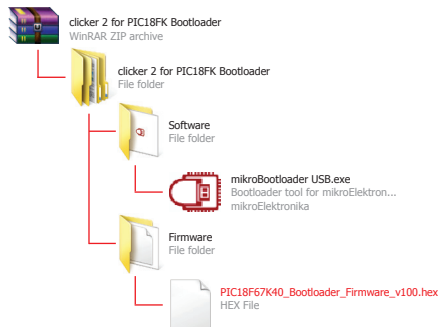 clicker 2 for PIC18FK Bootloader
WinRAR ZIP archive
clicker 2 for PIC18FK Bootloader
File folder
Software
File folder
mikroBootloader USB.exe
Bootloader tool for mikroElektron...
mikroElektronika
Firmware
File folder
PIC18F67K40_Bootloader_Firmware_v100.hex
HEX File